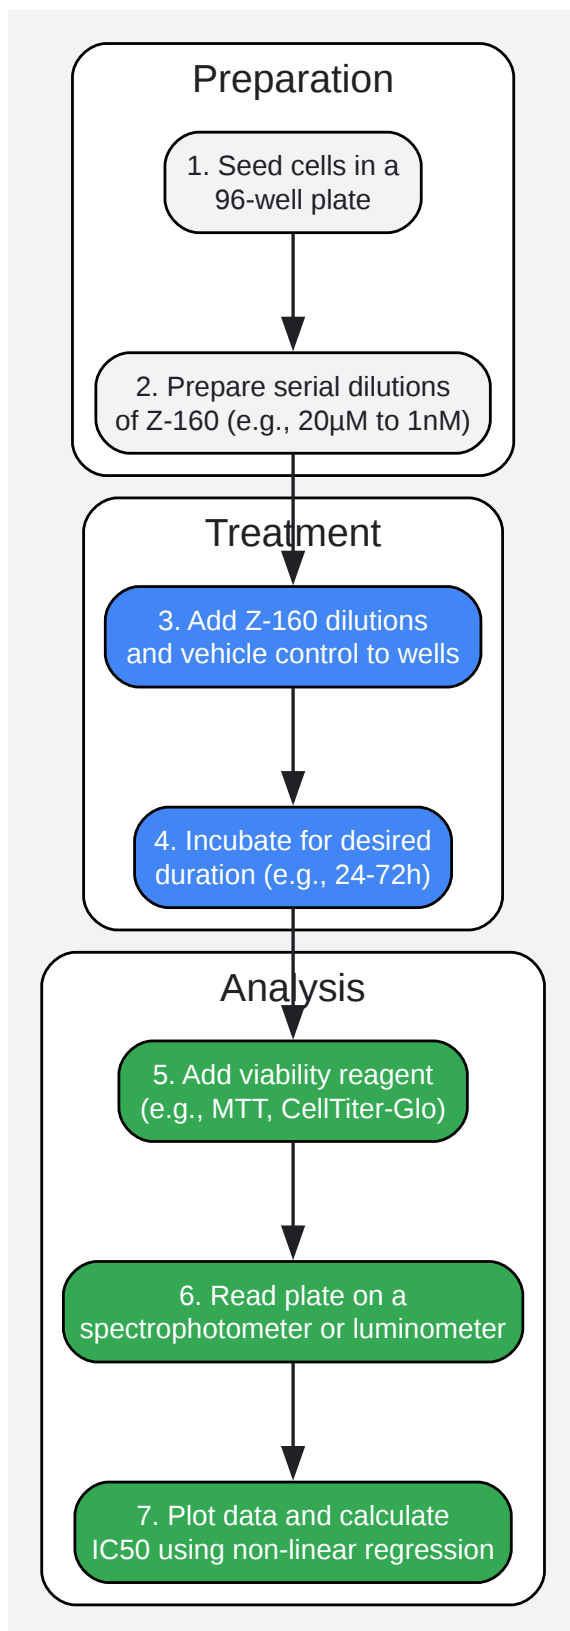 Preparation
1. Seed cells in a
96-well plate
2. Prepare serial dilutions
of Z-160 (e.g., 20µM to 1nM)
Treatment
3. Add Z-160 dilutions
and vehicle control to wells
4. Incubate for desired
duration (e.g., 24-72h)
Analysis
5. Add viability reagent
(e.g., MTT, CellTiter-Glo)
6. Read plate on a
spectrophotometer or luminometer
7. Plot data and calculate
IC50 using non-linear regression